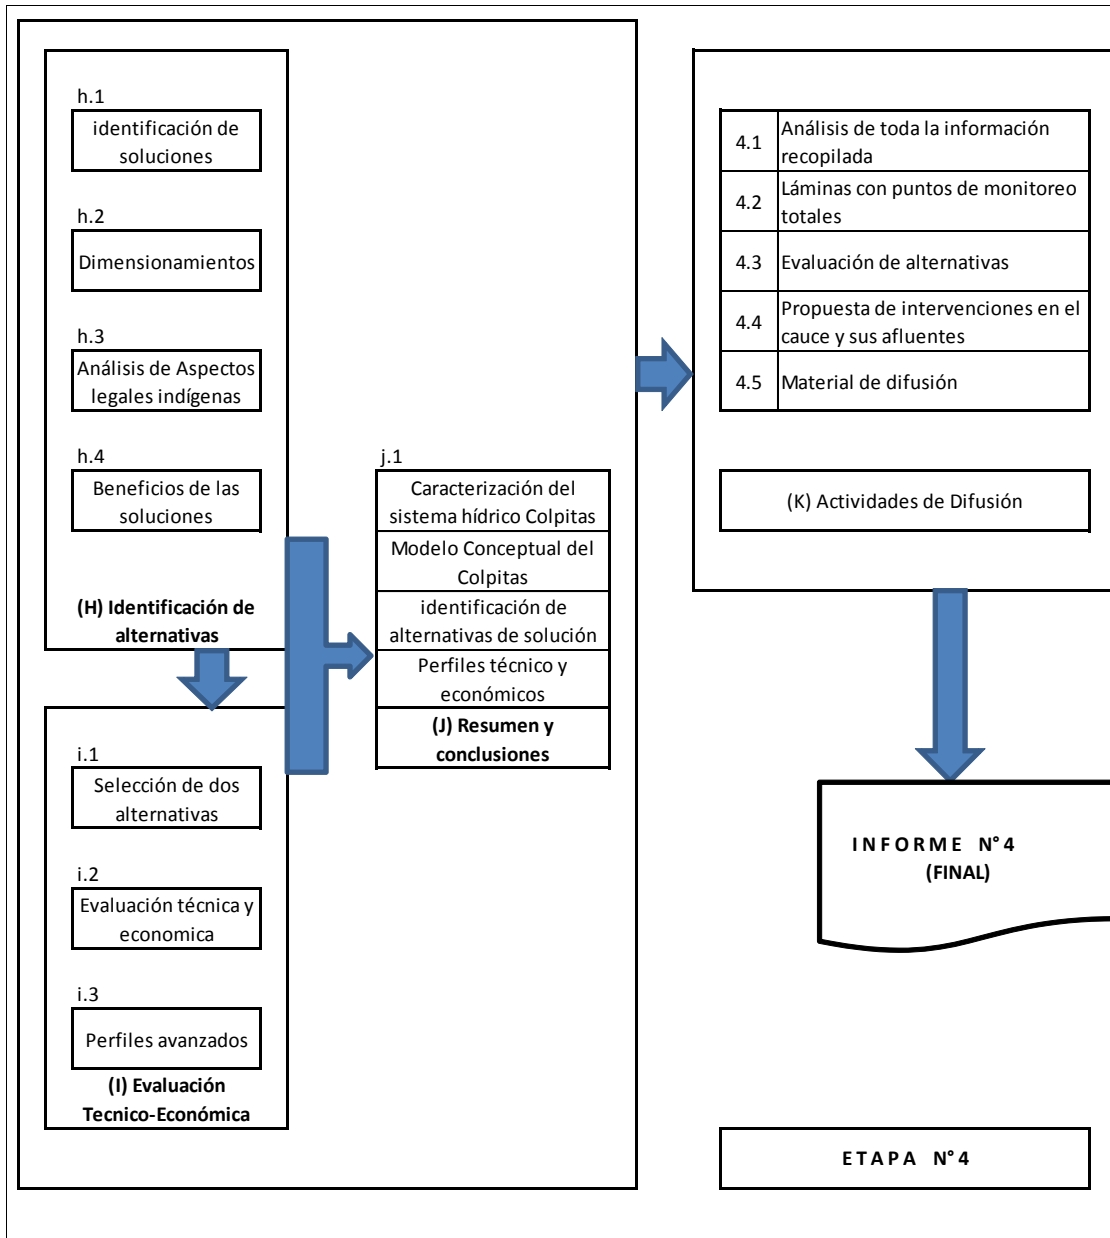 h.1
identificación de
soluciones
h.2
Dimensionamientos
h.3
Análisis de Aspectos
legales indígenas
h.4
Beneficios de las
soluciones
(H) Identificación de
alternativas
i.1
Selección de dos
alternativas
i.2
Evaluación técnica y
economica
i.3
Perfiles avanzados
(I) Evaluación
Tecnico-Económica
j.1
Caracterización del
sistema hídrico Colpitas
Modelo Conceptual del
Colpitas
identificación de
alternativas de solución
Perfiles técnico y
económicos
(J) Resumen y
conclusiones
4.1 Análisis de toda la información
recopilada
4.2 Láminas con puntos de monitoreo
totales
4.3 Evaluación de alternativas
4.4 Propuesta de intervenciones en el
cauce y sus afluentes
4.5 Material de difusión
(K) Actividades de Difusión
INFORME N°4
(FINAL)
ETAPA N°4